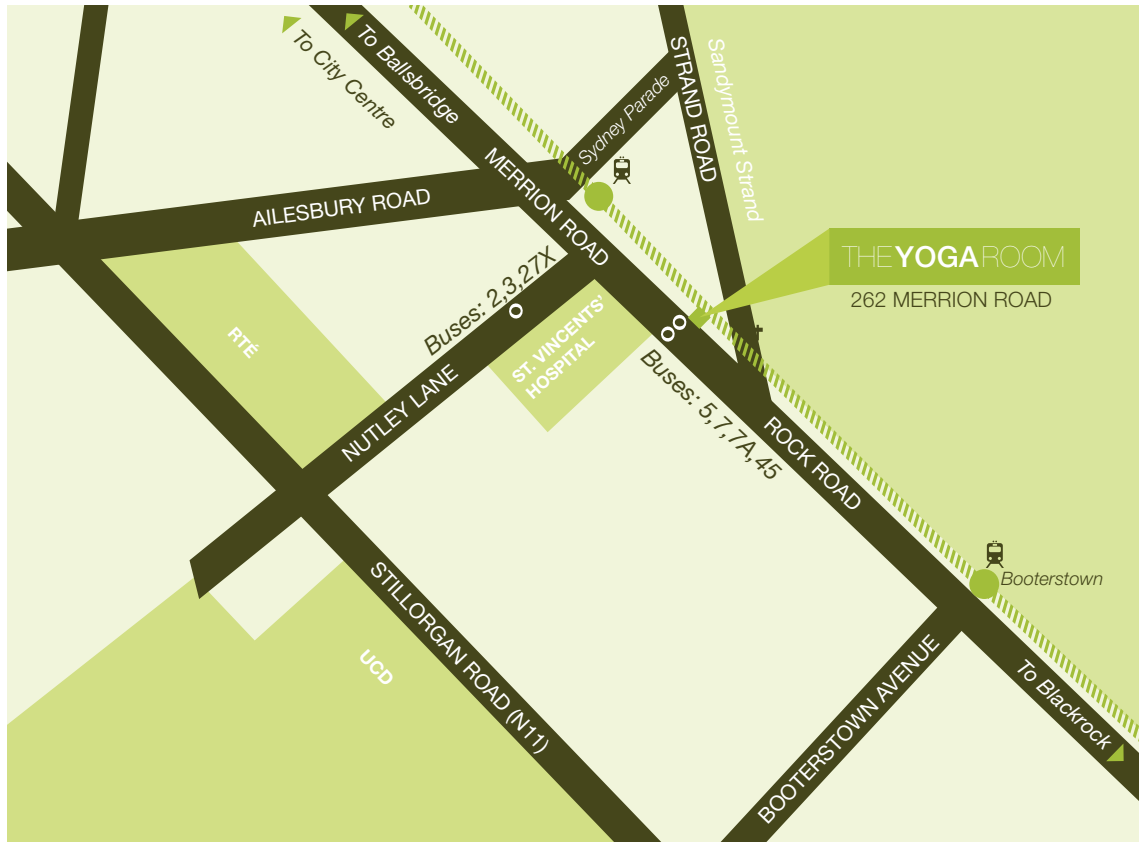 To City Centre
To Ballsbridge
STRAND ROAD
Sandymount Strand
Sydney Parade
MERRION ROAD
AILESBURY ROAD
THEYOGAROOM
262 MERRION ROAD
Buses: 2,3,27X
RTÉ
ST. VINCENTS'
HOSPITAL
NUTLEY LANE
Buses: 5,7,7A,45
ROCK ROAD
Booterstown
STILLORGAN ROAD (N11)
UCD
BOOTERSTOWN AVENUE
To Blackrock